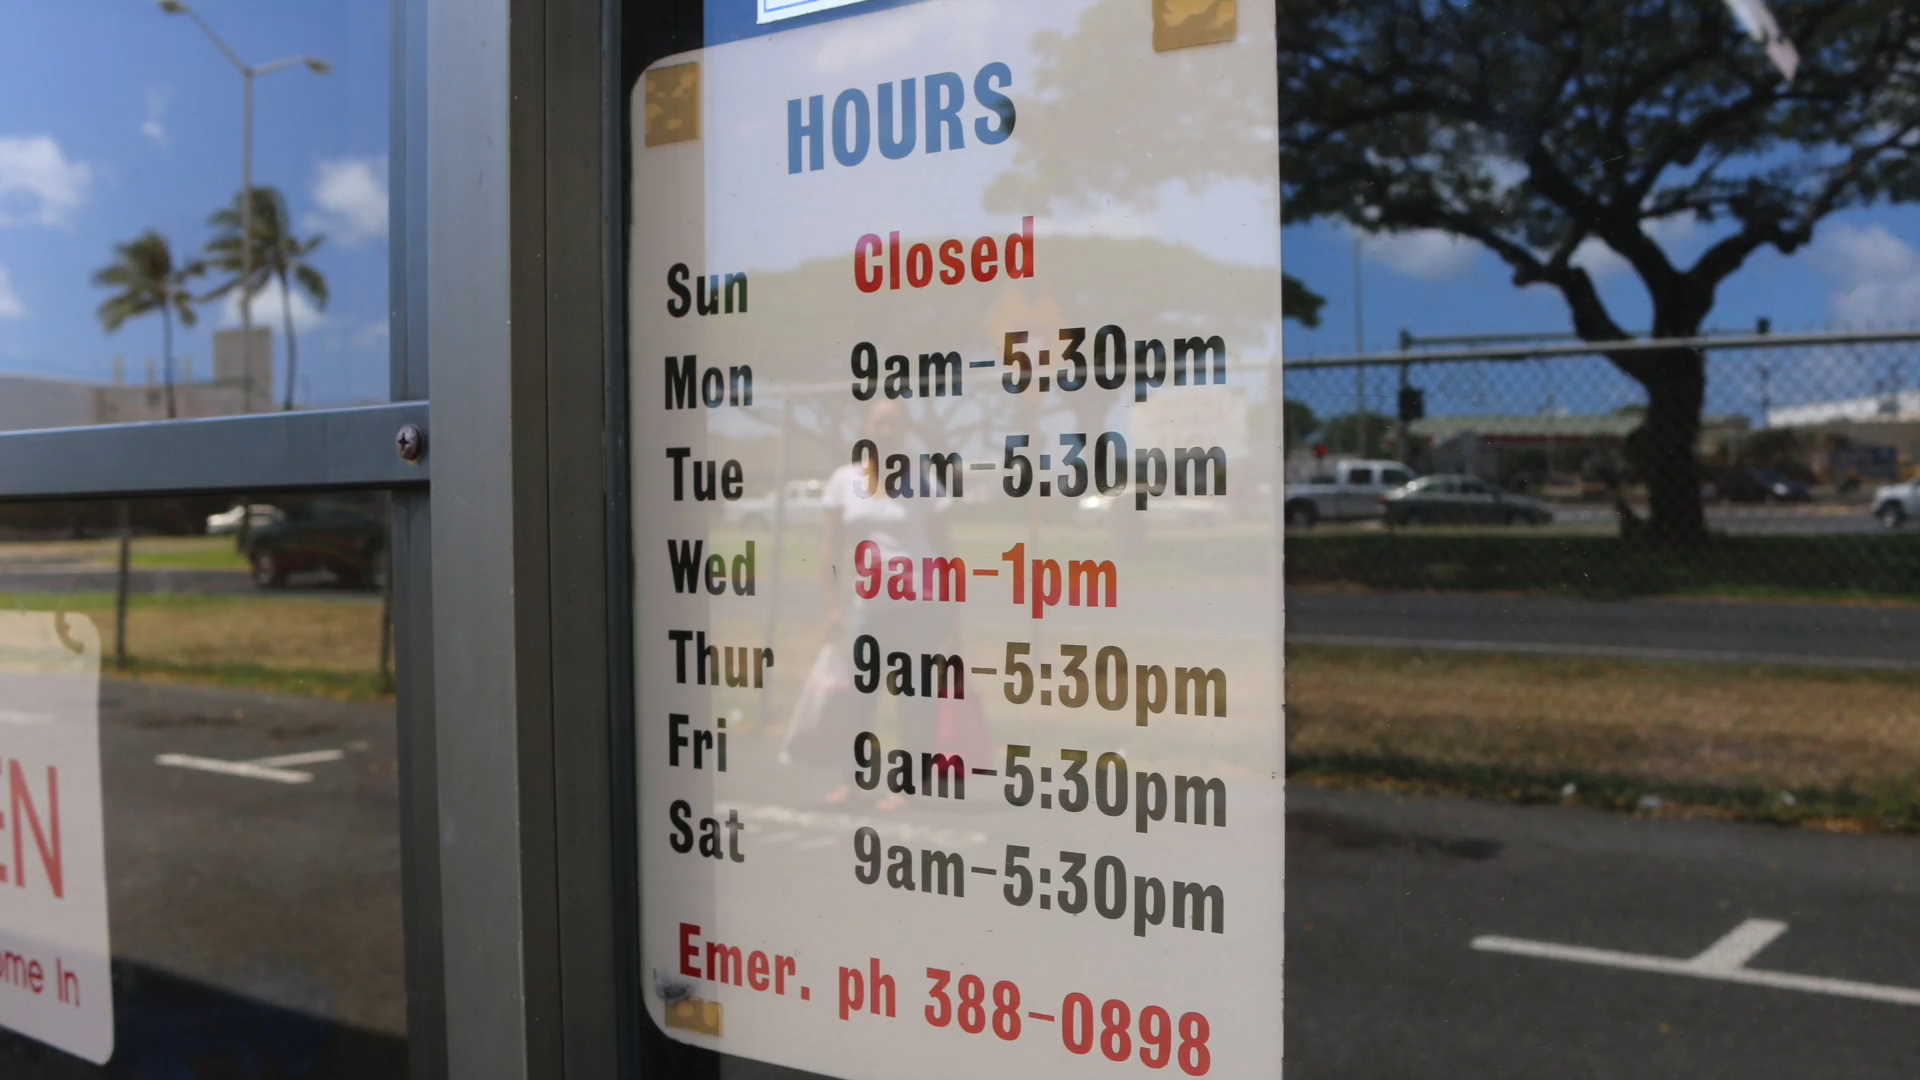 HOURS
Sun Closed
Mon 9am-5:30pm
Tue 9am-5:30pm
Wed 9am-1pm
Thur 9am-5:30pm
Fri 9am-5:30pm
Sat 9am-5:30pm
Emer. ph 388-0898
EN
ome In